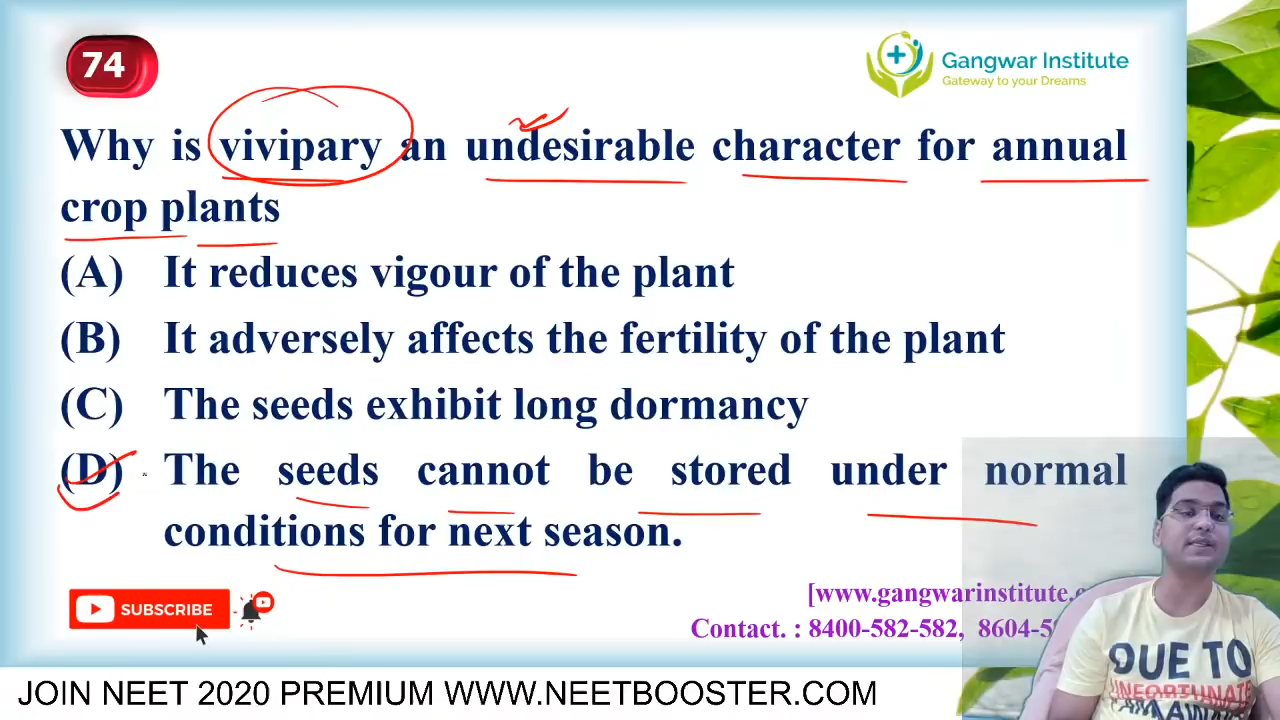 74
Gangwar Institute
Gateway to your Dreams
Why is vivipary an undesirable character for annual
crop plants
(A) It reduces vigour of the plant
(B) It adversely affects the fertility of the plant
(C) The seeds exhibit long dormancy
(D) The seeds cannot be stored under normal
conditions for next season.
SUBSCRIBE
[www.gangwarinstitute.c
Contact. : 8400-582-582, 8604-5
DUE TO
UNFORTUNATE
JOIN NEET 2020 PREMIUM WWW.NEETBOOSTER.COM